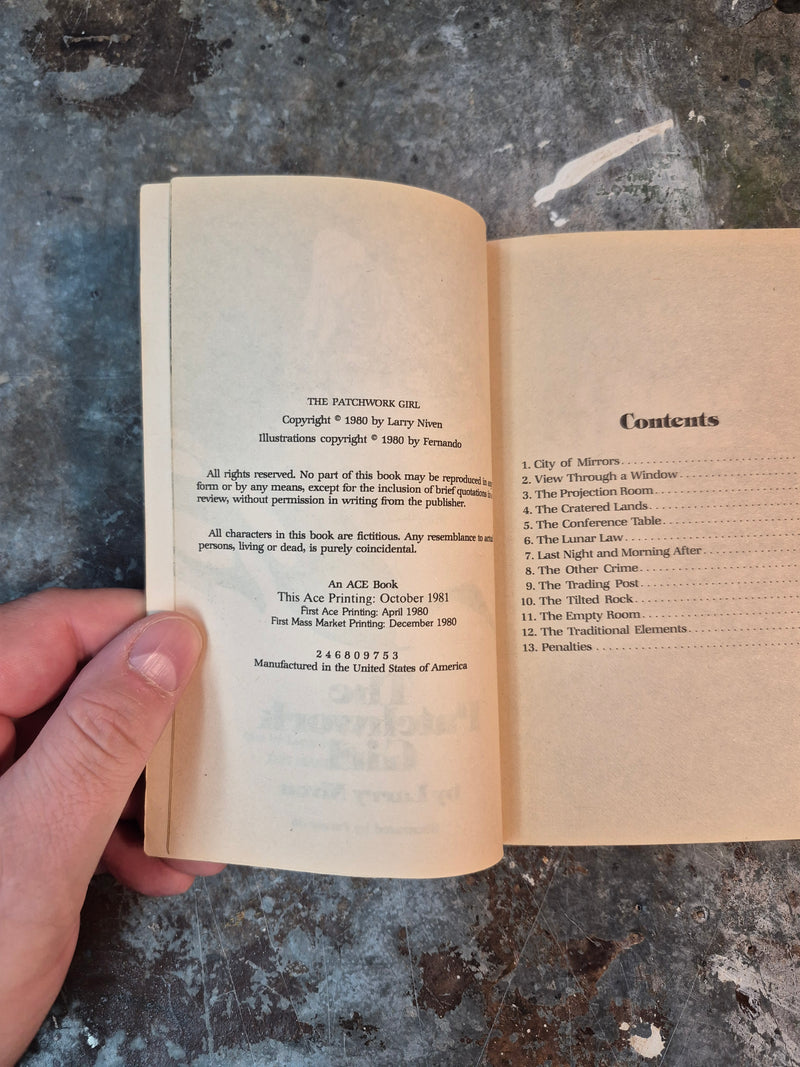 THE PATCHWORK GIRL
Copyright © 1980 by Larry Niven
Illustrations copyright © 1980 by Fernando
All rights reserved. No part of this book may be reproduced in
form or by any means, except for the inclusion of brief quotations
review, without permission in writing from the publisher.
All characters in this book are fictitious. Any resemblance to
persons, living or dead, is purely coincidental.
An ACE Book
This Ace Printing: October 1981
First Ace Printing: April 1980
First Mass Market Printing: December 1980
2 4 6 8 0 9 7 5 3
Manufactured in the United States of America
The
Patchwork
Girl
by Larry Niven
Contents
1. City of Mirrors
2. View Through a Window
3. The Projection Room
4. The Cratered Lands
5. The Conference Table
6. The Lunar Law
7. Last Night and Morning After
8. The Other Crime
9. The Trading Post
10. The Tilted Rock
11. The Empty Room
12. The Traditional Elements
13. Penalties